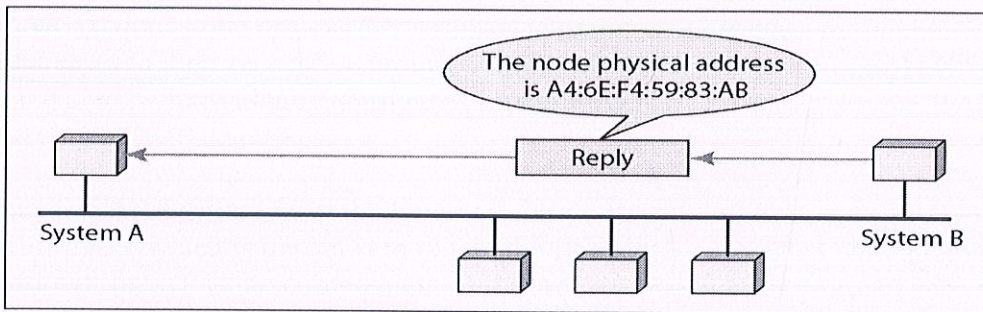 The node physical address
is A4:6E:F4:59:83:AB
Reply
System A
System B